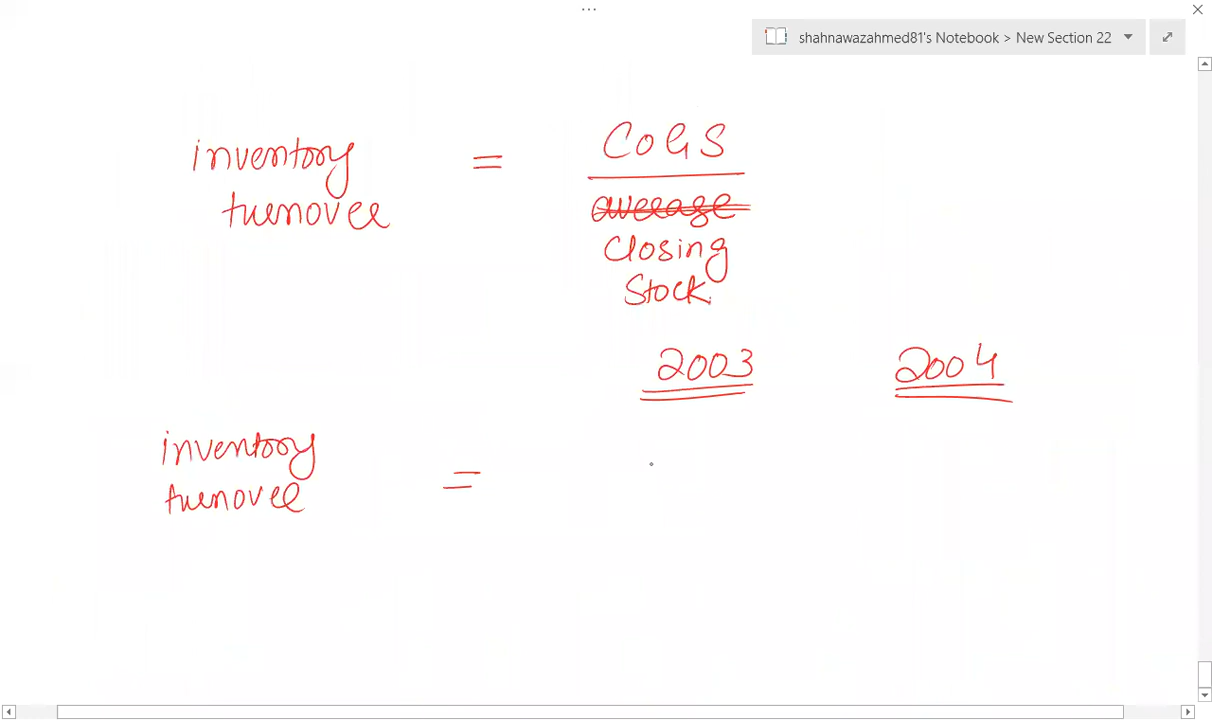 ...
shahnawazahmed81's Notebook > New Section 22
inventory
turnover
=
COGS
average
Closing
Stock.
2003 2004
inventory
turnover
=